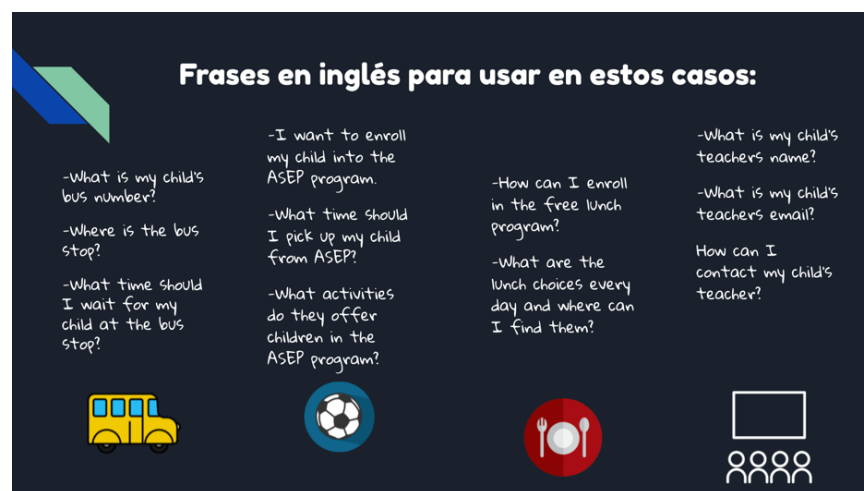 Frases en inglés para usar en estos casos:
-What is my child's
bus number?
-Where is the bus
stop?
-What time should
I wait for my
child at the bus
stop?
-I want to enroll
my child into the
ASEP program.
-What time should
I pick up my child
from ASEP?
-What activities
do they offer
children in the
ASEP program?
-How can I enroll
in the free lunch
program?
-What are the
lunch choices every
day and where can
I find them?
-What is my child's
teachers name?
-What is my child's
teachers email?
How can I
contact my child's
teacher?